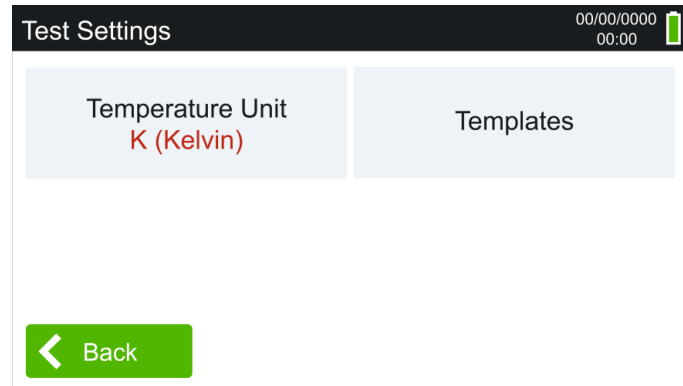 Test Settings
00/00/0000
00:00
Temperature Unit
K (Kelvin)
Templates
Back